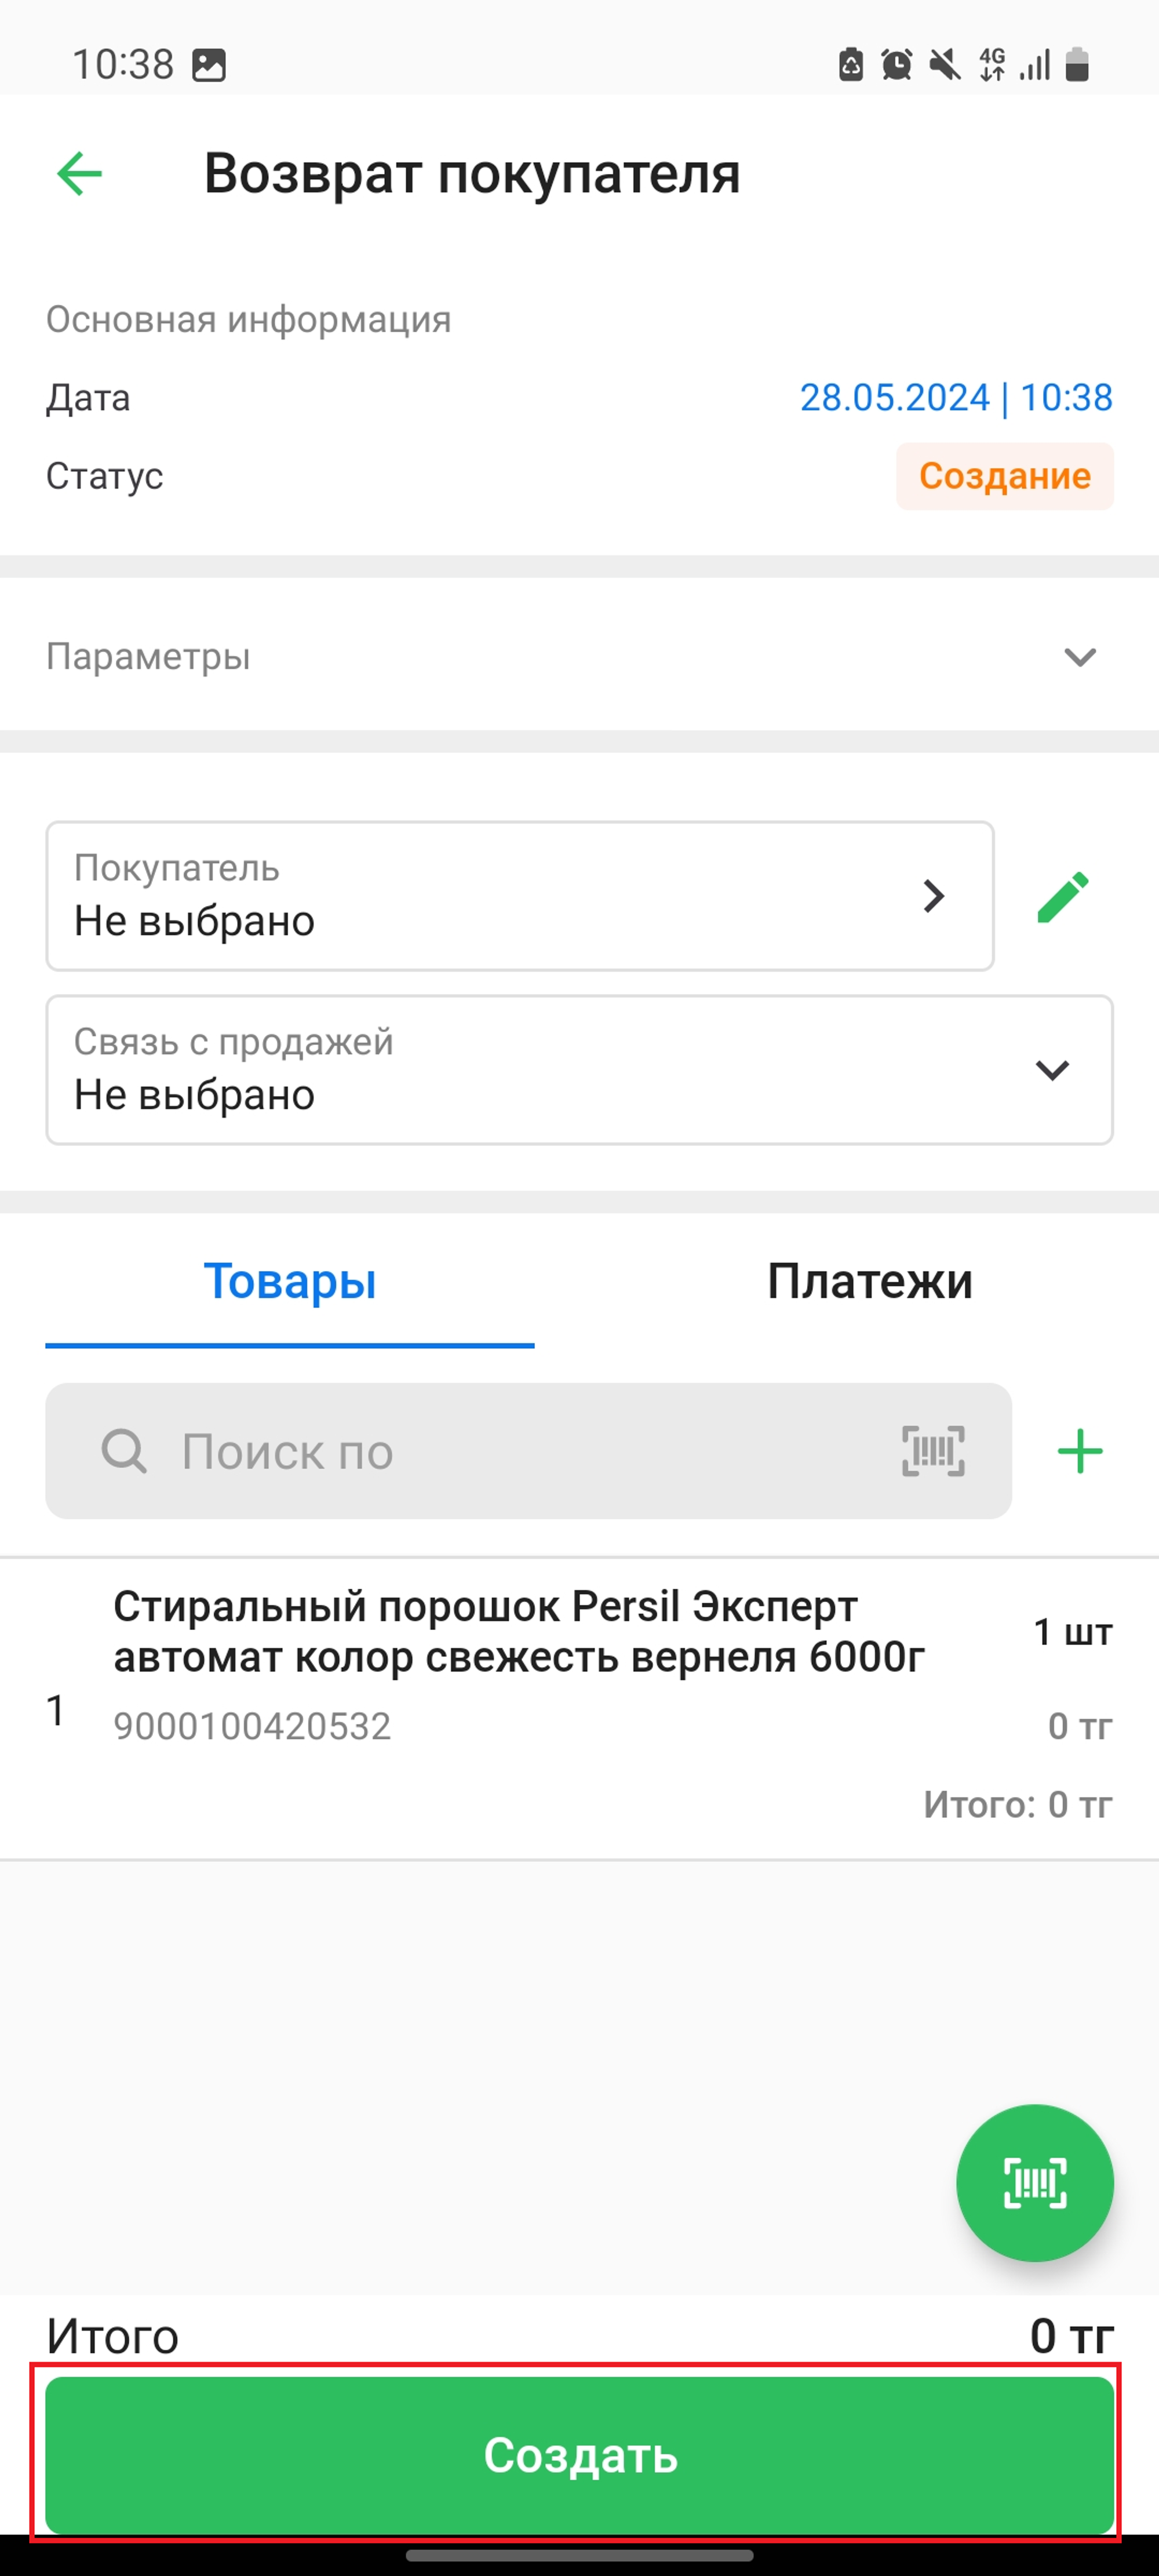 10:38
4G
Возврат покупателя
Основная информация
Дата 28.05.2024 | 10:38
Статус Создание
Параметры
Покупатель
Не выбрано
Связь с продажей
Не выбрано
Товары Платежи
Поиск по
Стиральный порошок Persil Эксперт
автомат колор свежесть вернеля 6000г
1 шт
1
9000100420532 0 тг
Итого: 0 тг
Итого 0 тг
Создать